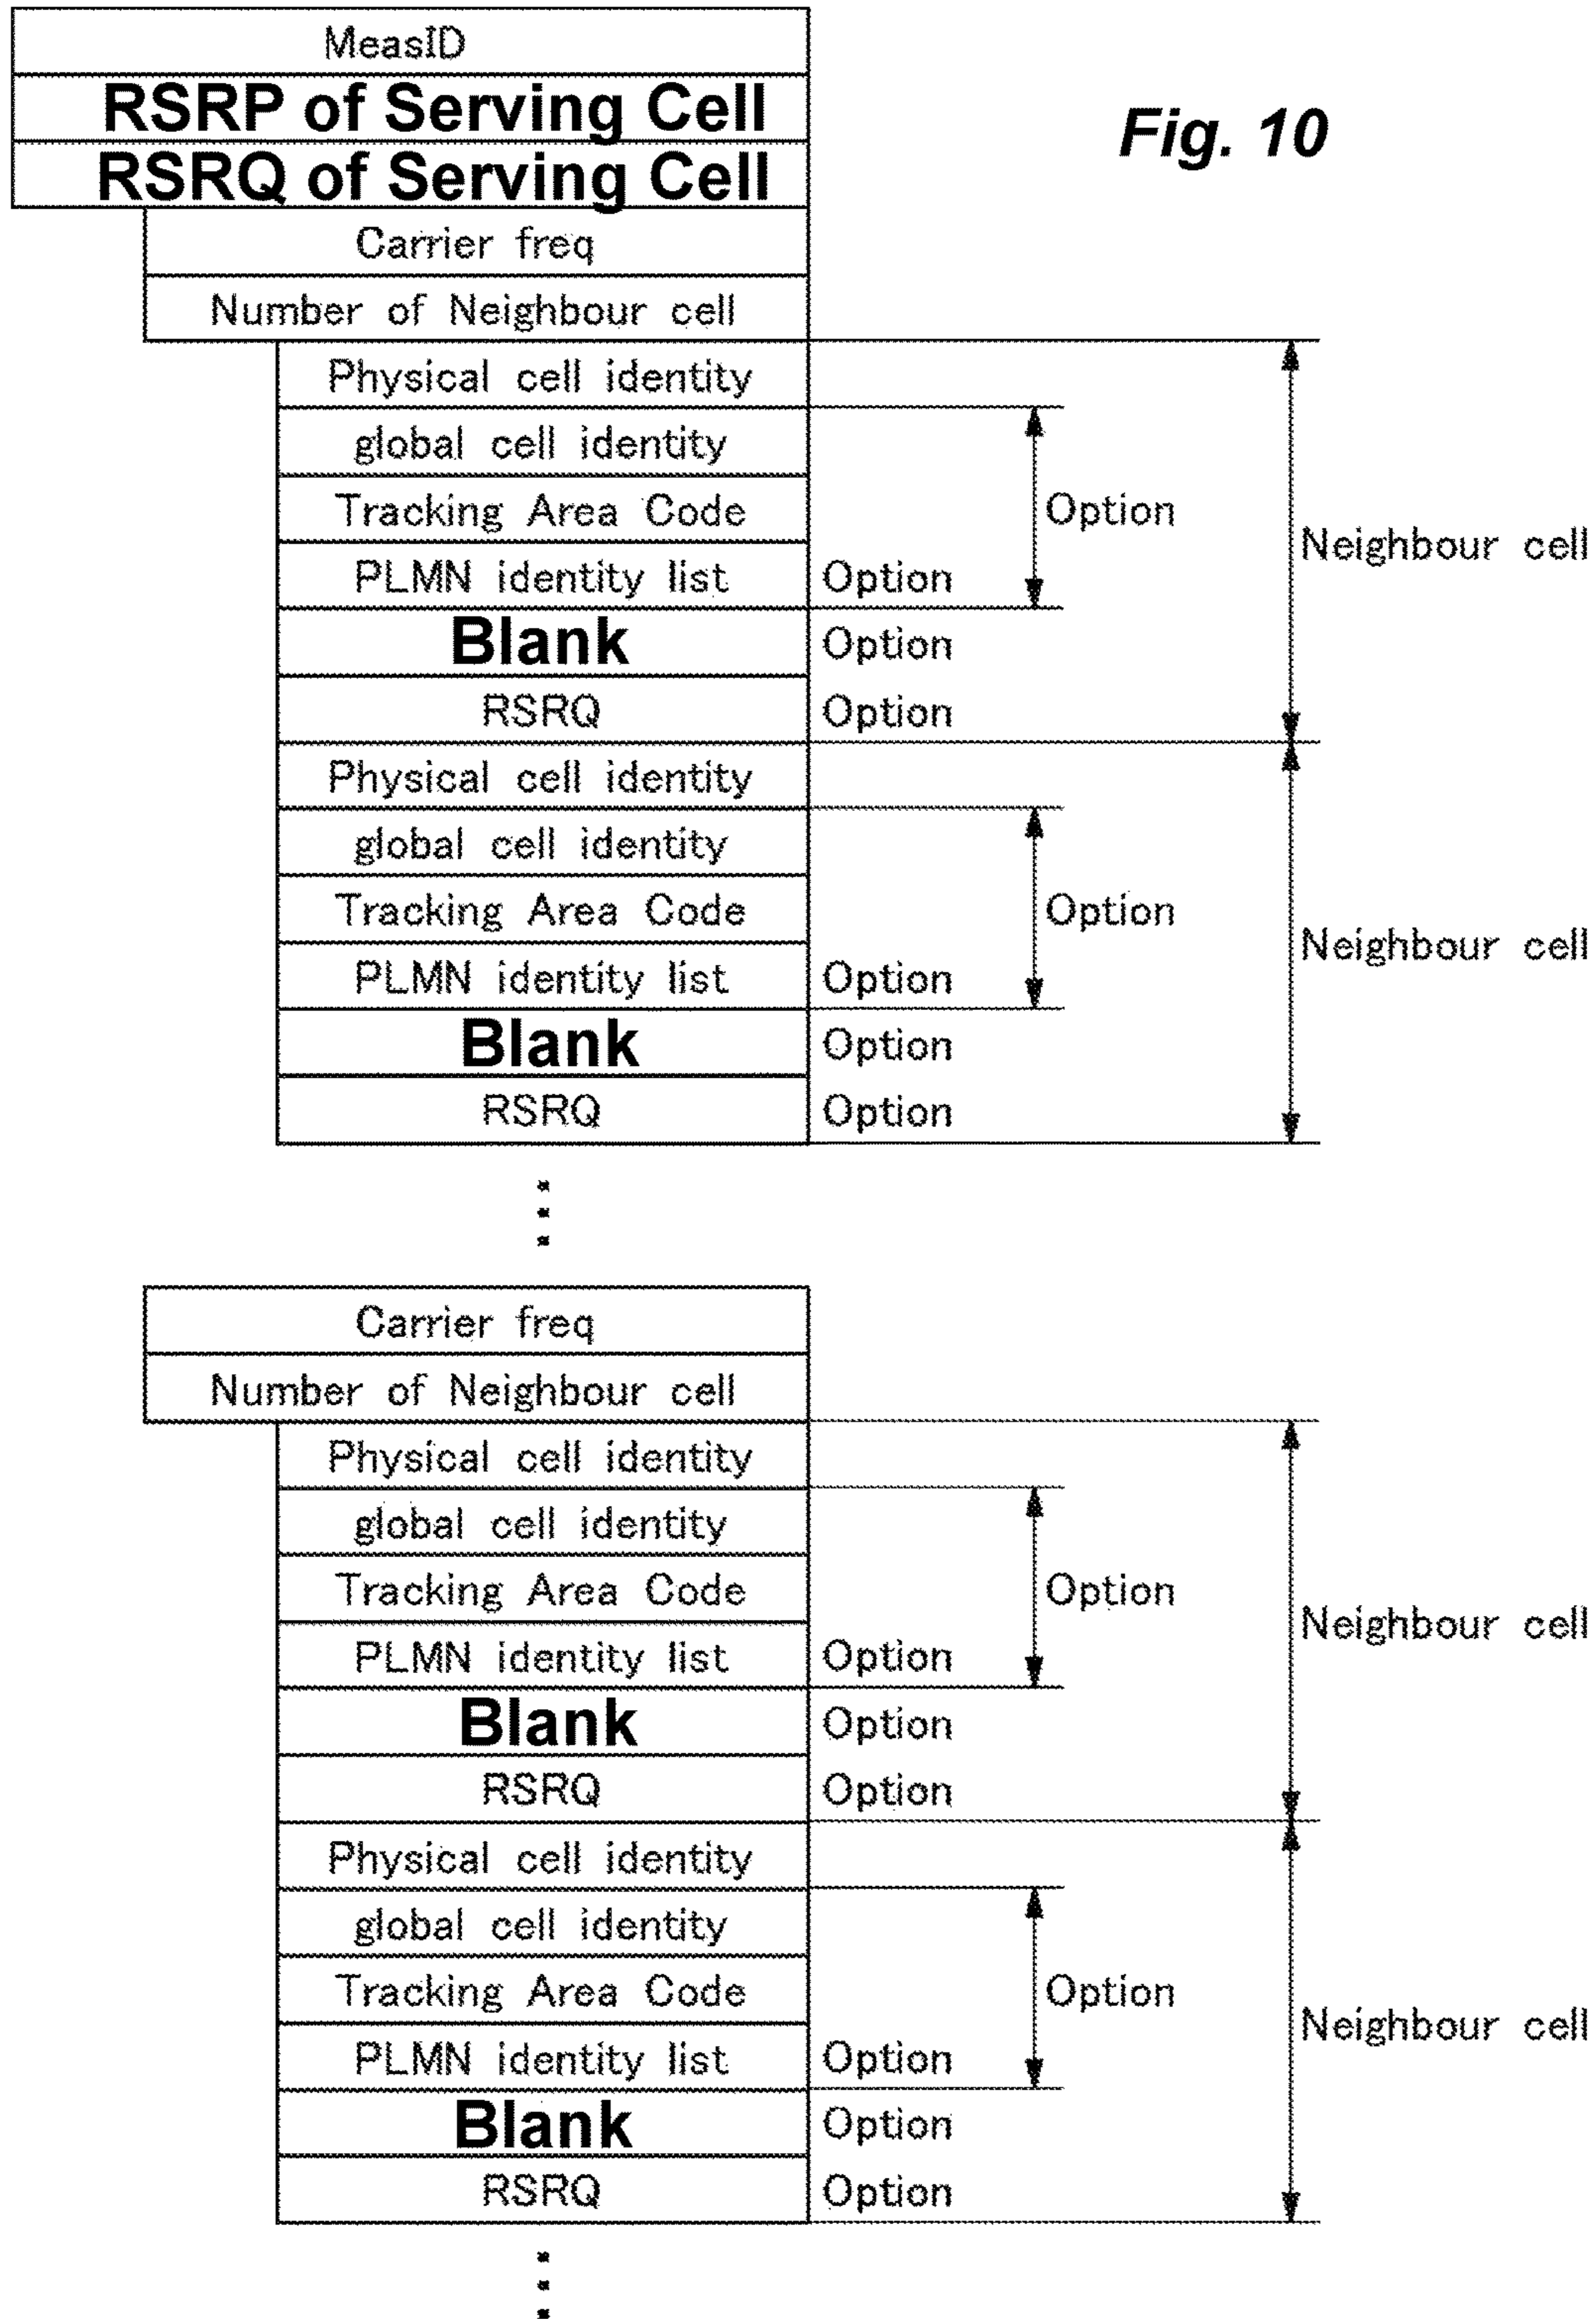 MeasID
RSRP of Serving Cell
Fig. 10
RSRQ of Serving Cell
Carrier freq
Number of Neighbour cell
Physical cell identity
global cell identity
Tracking Area Code
Option
Neighbour cell
PLMN identity list Option
Blank Option
RSRQ Option
Physical cell identity
global cell identity
Tracking Area Code
Option
Neighbour cell
PLMN identity list Option
Blank Option
RSRQ Option
Carrier freq
Number of Neighbour cell
Physical cell identity
global cell identity
Tracking Area Code
Option
Neighbour cell
PLMN identity list Option
Blank Option
RSRQ Option
Physical cell identity
global cell identity
Tracking Area Code
Option
Neighbour cell
PLMN identity list Option
Blank Option
RSRQ Option